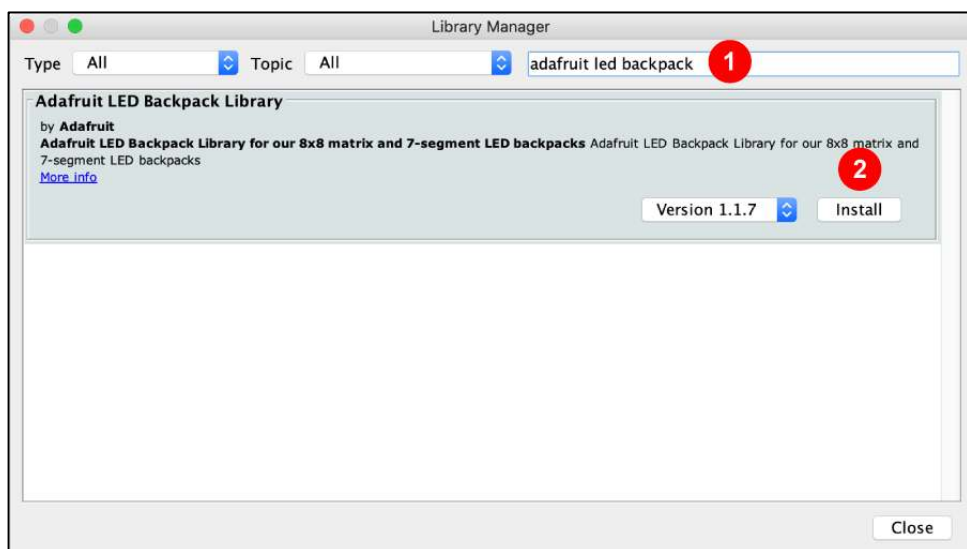 Library Manager
Type All Topic All adafruit led backpack 1
Adafruit LED Backpack Library
by Adafruit
Adafruit LED Backpack Library for our 8x8 matrix and 7-segment LED backpacks Adafruit LED Backpack Library for our 8x8 matrix and
7-segment LED backpacks
More info
2
Version 1.1.7 Install
Close